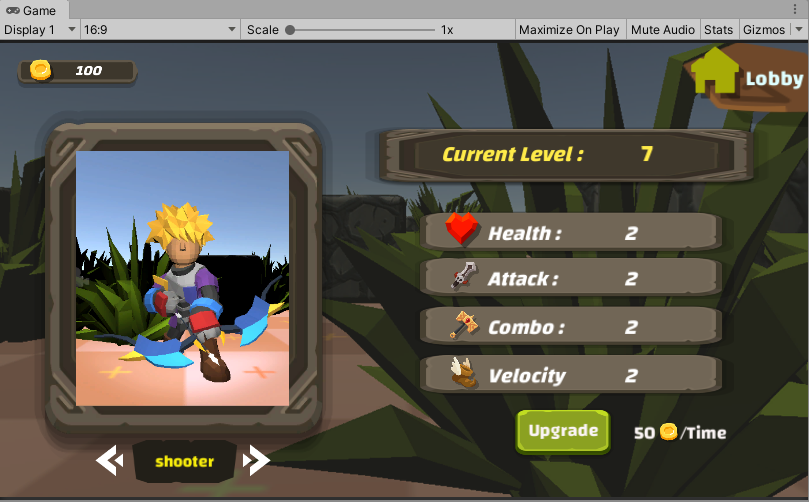 Game
Display 1 16:9 Scale 1x Maximize On Play Mute Audio Stats Gizmos
100
Lobby
Current Level : 7
Health : 2
Attack : 2
Combo : 2
Velocity 2
Upgrade 50 /Time
shooter